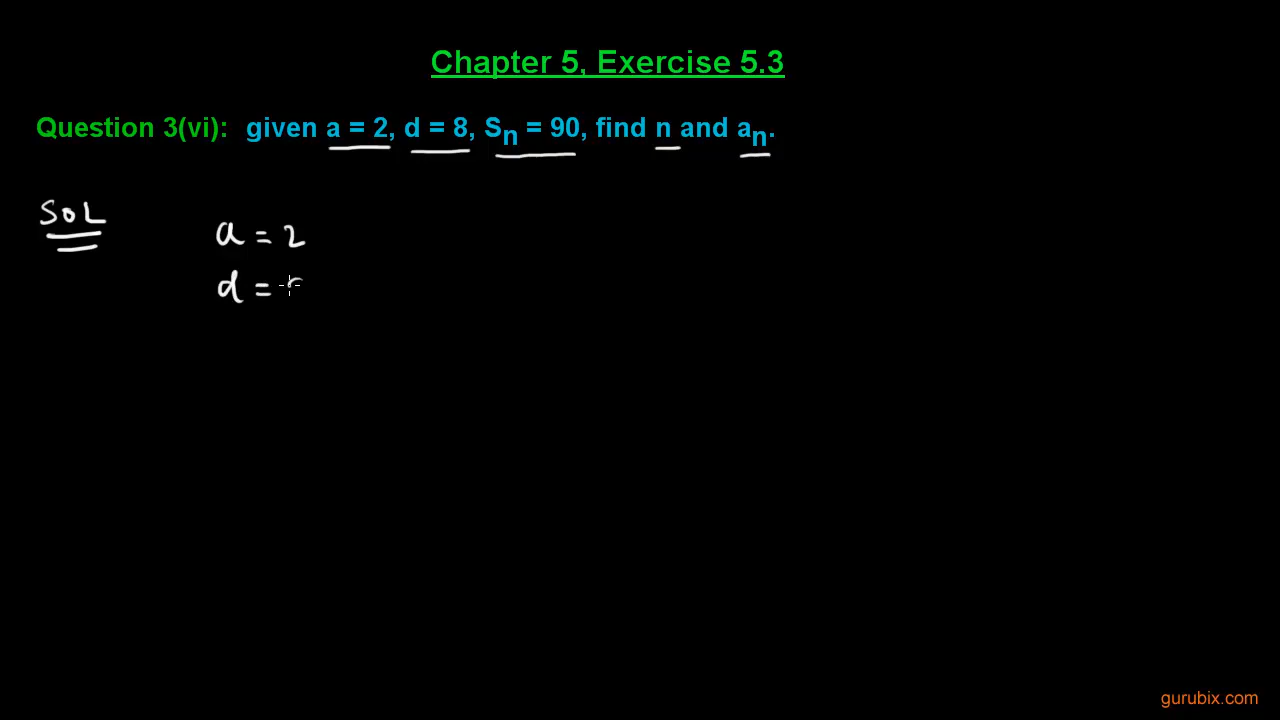 Chapter 5, Exercise 5.3
Question 3(vi): given a = 2, d = 8, Sn = 90, find n and an.
SOL
a = 2
d =
gurubix.com